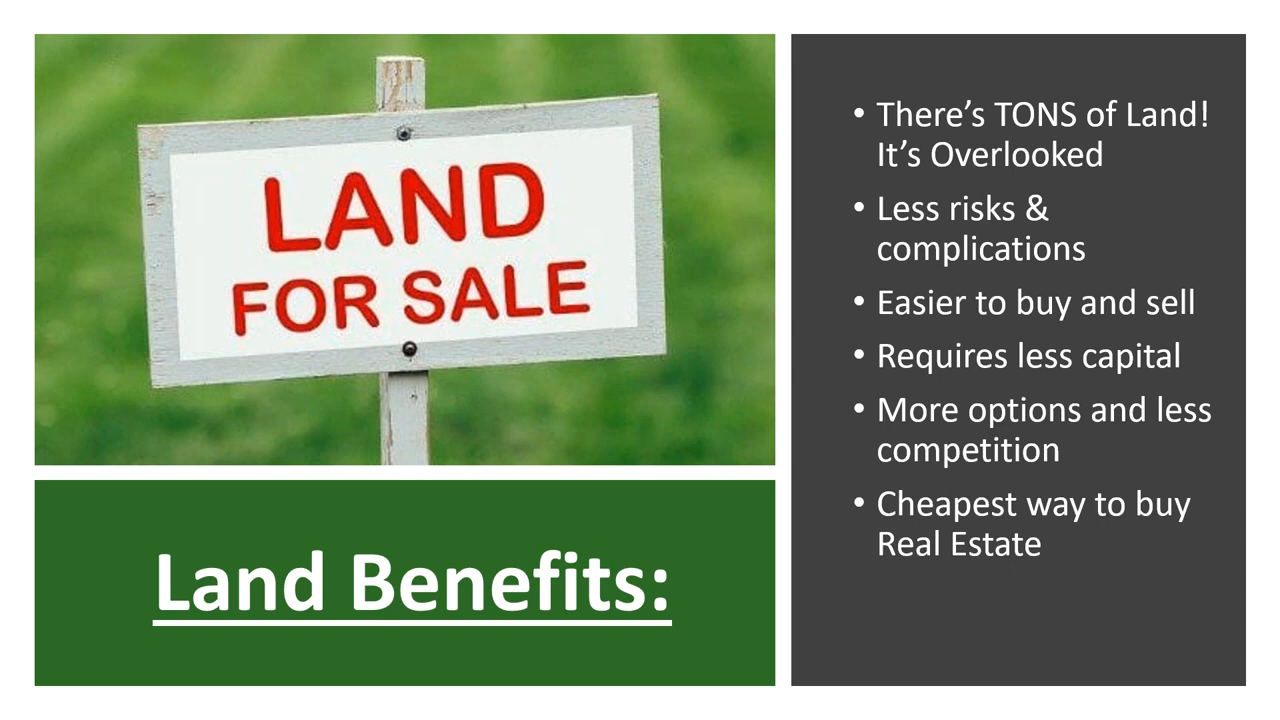 LAND
FOR SALE
Land Benefits:
• There’s TONS of Land!
It’s Overlooked
• Less risks &
complications
• Easier to buy and sell
• Requires less capital
• More options and less
competition
• Cheapest way to buy
Real Estate